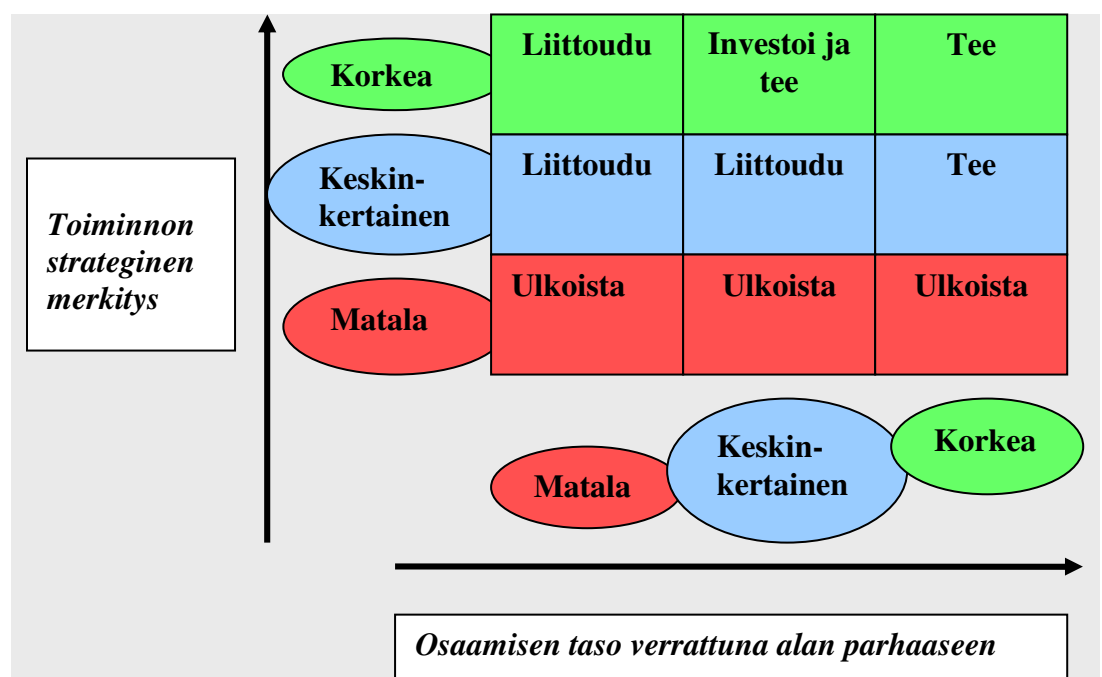 Korkea
Liittoudu
Investoi ja
tee
Tee
Keskin-
kertainen
Liittoudu
Liittoudu
Tee
Toiminnon
strateginen
merkitys
Matala
Ulkoista
Ulkoista
Ulkoista
Matala
Keskin-
kertainen
Korkea
Osaamisen taso verrattuna alan parhaaseen